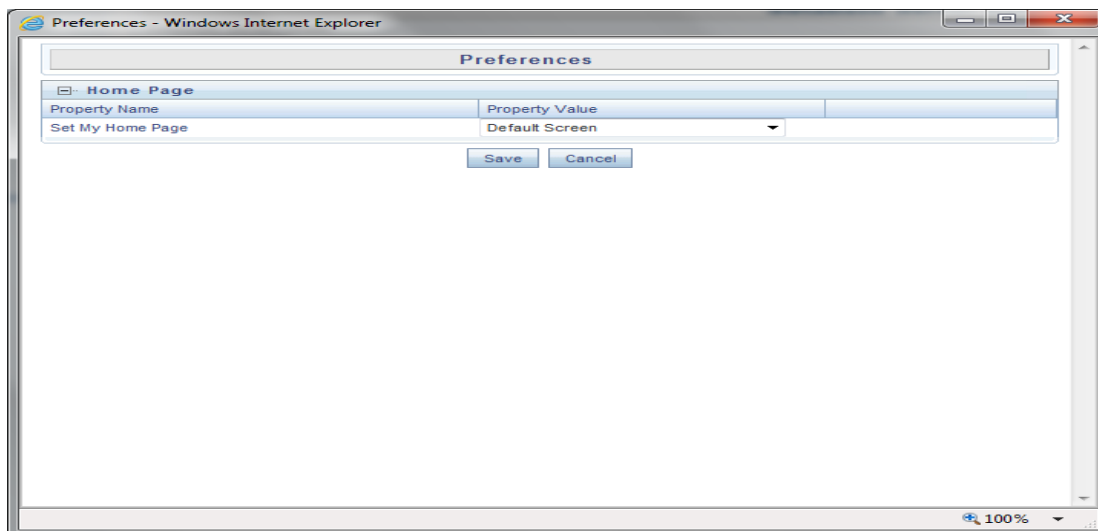 Preferences - Windows Internet Explorer
Preferences
Home Page
Property Name Property Value
Set My Home Page Default Screen
Save Cancel
100%